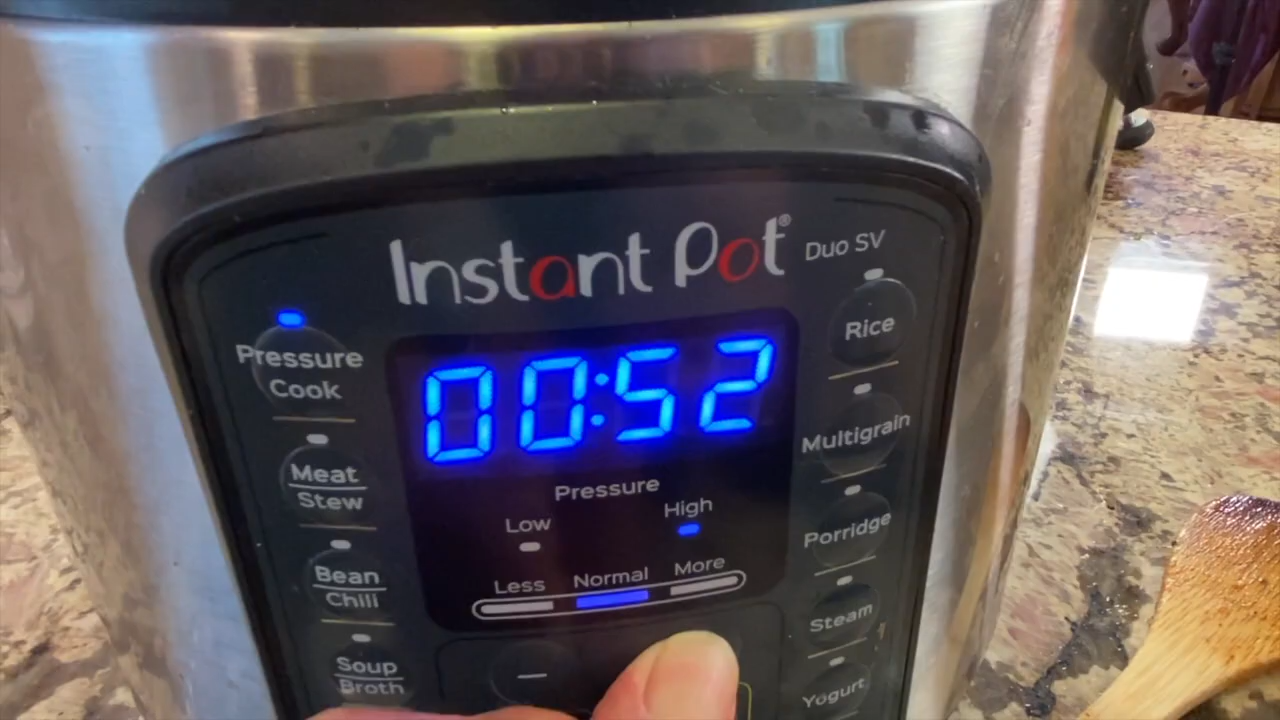 Instant Pot® Duo SV
Pressure
Cook
Meat
Stew
Bean
Chili
Soup
Broth
00:52
Pressure
Low High
Less Normal More
−
Rice
Multigrain
Porridge
Steam
Yogurt